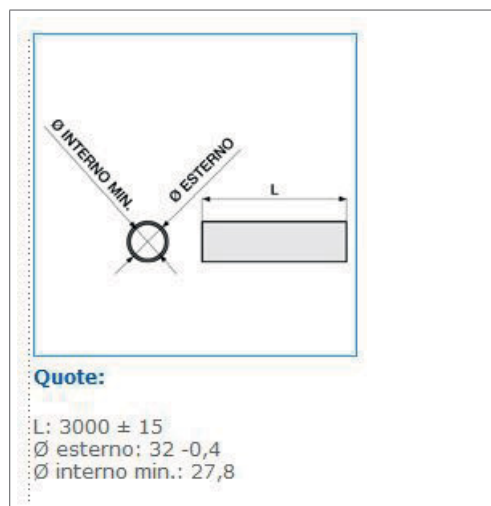 Ø INTERNO MIN.
Ø ESTERNO
L
Quote:
L: 3000 ± 15
Ø esterno: 32 -0,4
Ø interno min.: 27,8